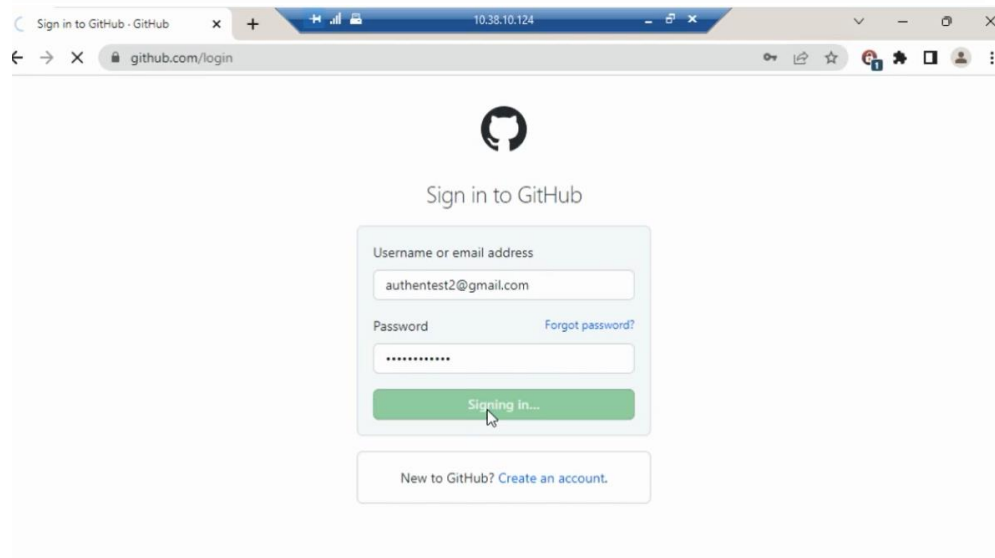 Sign in to GitHub · GitHub
10.38.10.124
github.com/login
1
Sign in to GitHub
Username or email address
authentest2@gmail.com
Password Forgot password?
••••••••••••
Signing in...
New to GitHub? Create an account.